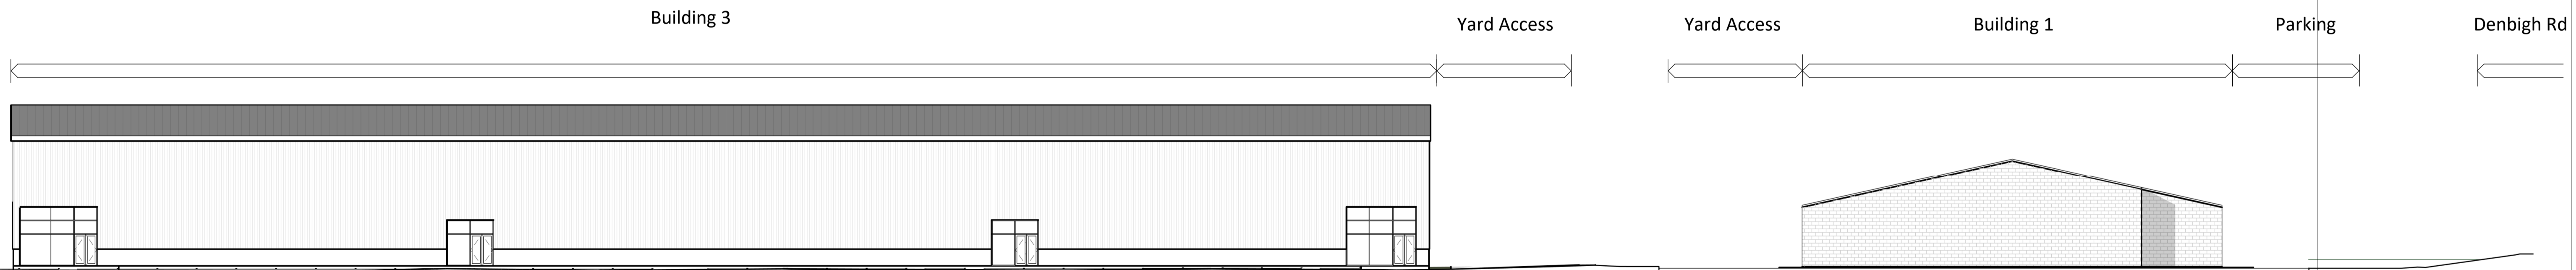 Building 3
Yard Access
Yard Access
Building 1
Parking
Denbigh Rd